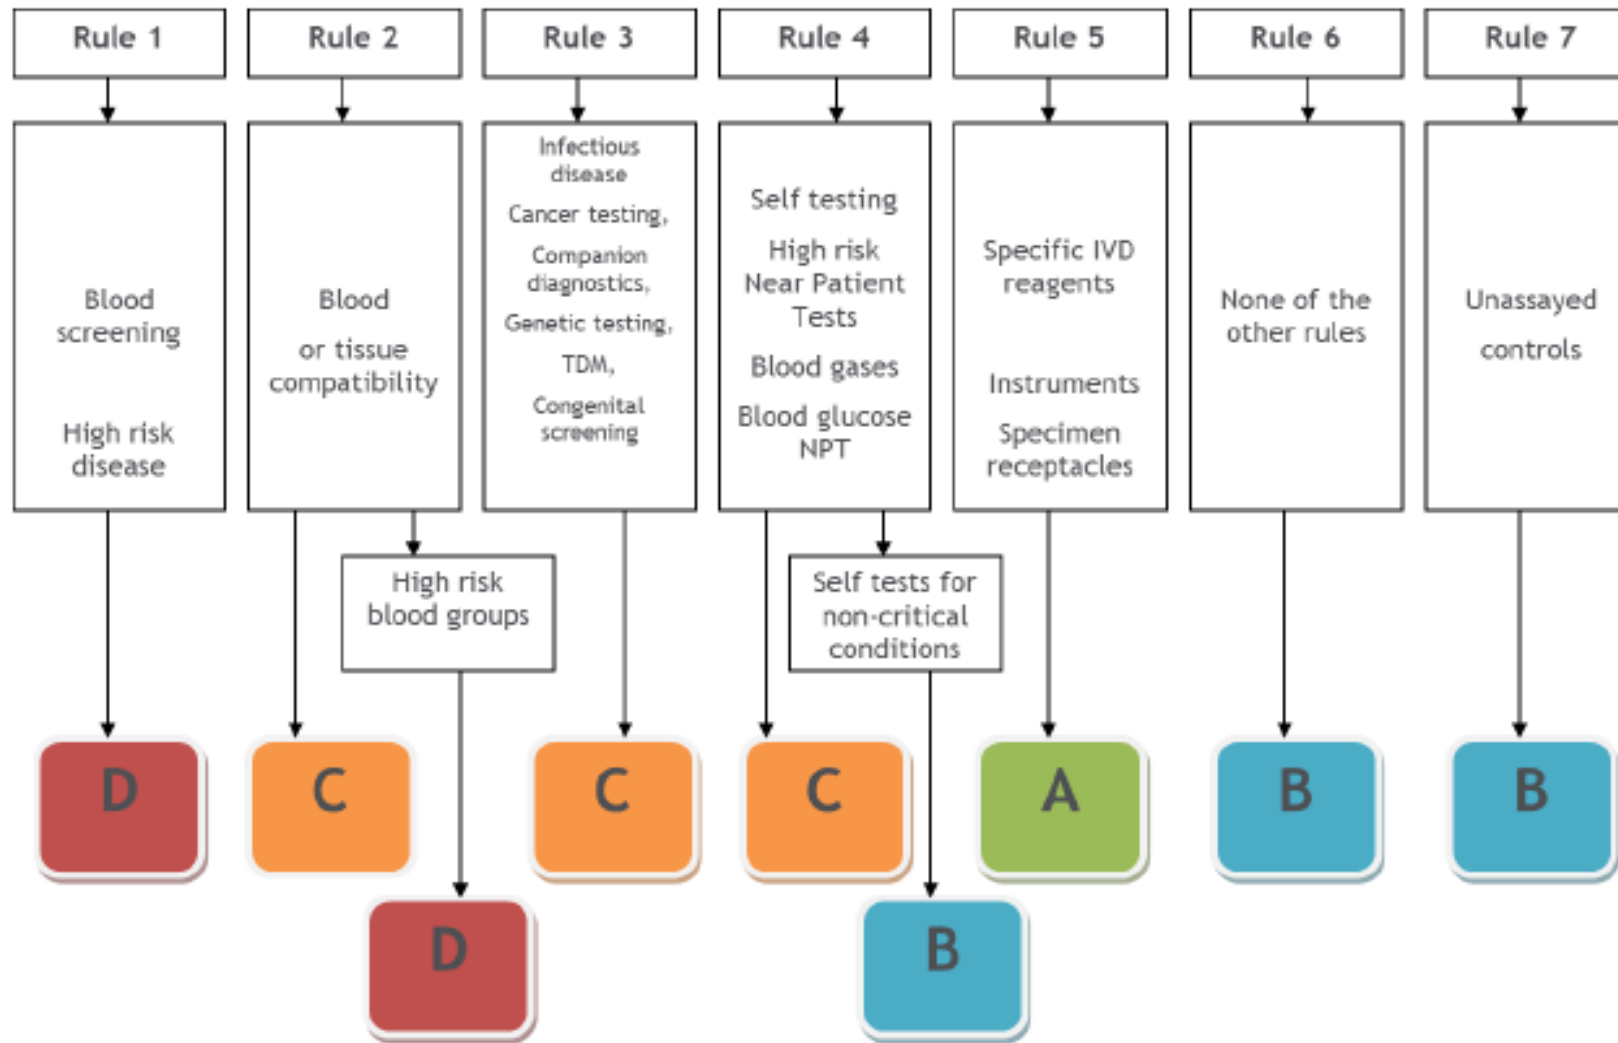 Rule 1
Rule 2
Rule 3
Rule 4
Rule 5
Rule 6
Rule 7
Blood
screening
High risk
disease
Blood
or tissue
compatibility
Infectious
disease
Cancer testing,
Companion
diagnostics,
Genetic testing,
TDM,
Congenital
screening
Self testing
High risk
Near Patient
Tests
Blood gases
Blood glucose
NPT
Specific IVD
reagents
Instruments
Specimen
receptacles
None of the
other rules
Unassayed
controls
High risk
blood groups
Self tests for
non-critical
conditions
D
C
C
C
A
B
B
D
B